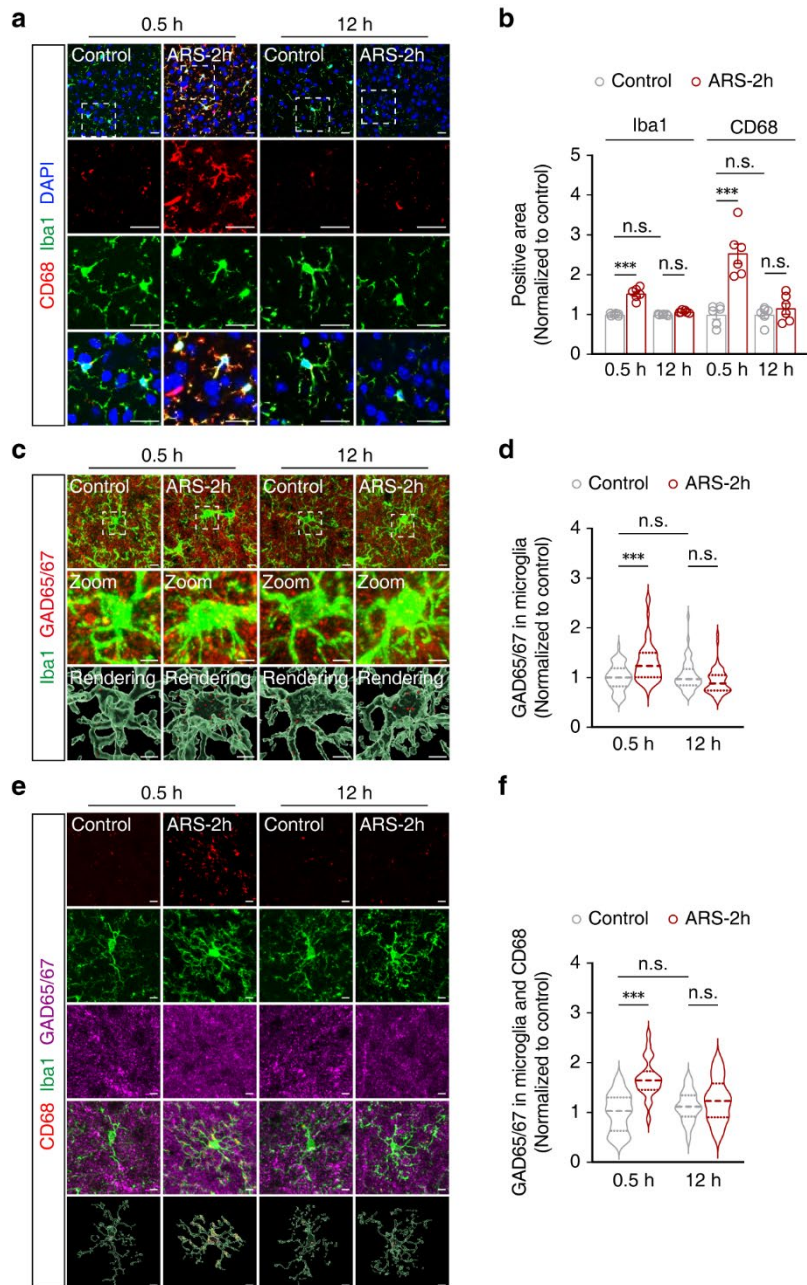 a
0.5 h 12 h
Control ARS-2h Control ARS-2h
CD68 Iba1 DAPI
b
Control ARS-2h
Iba1 CD68
n.s.
***
n.s.
n.s.
***
n.s.
Positive area
(Normalized to control)
5
4
3
2
1
0
0.5 h 12 h 0.5 h 12 h
c
0.5 h 12 h
Control ARS-2h Control ARS-2h
Zoom Zoom Zoom Zoom
Rendering Rendering Rendering Rendering
Iba1 GAD65/67
d
Control ARS-2h
n.s.
***
n.s.
GAD65/67 in microglia
(Normalized to control)
4
3
2
1
0
0.5 h 12 h
e
0.5 h 12 h
Control ARS-2h Control ARS-2h
CD68 Iba1 GAD65/67
f
Control ARS-2h
n.s.
***
n.s.
GAD65/67 in microglia and CD68
(Normalized to control)
4
3
2
1
0
0.5 h 12 h